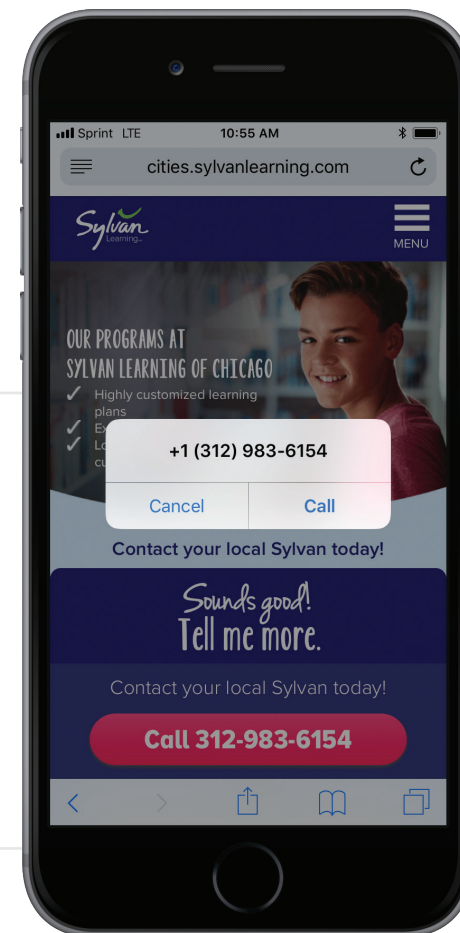 Sprint LTE 10:55 AM
cities.sylvanlearning.com
Sylvan
Learning
MENU
OUR PROGRAMS AT
SYLVAN LEARNING OF CHICAGO
Highly customized learning
plans
+1 (312) 983-6154
Cancel Call
Contact your local Sylvan today!
Sounds good!
Tell me more.
Contact your local Sylvan today!
Call 312-983-6154